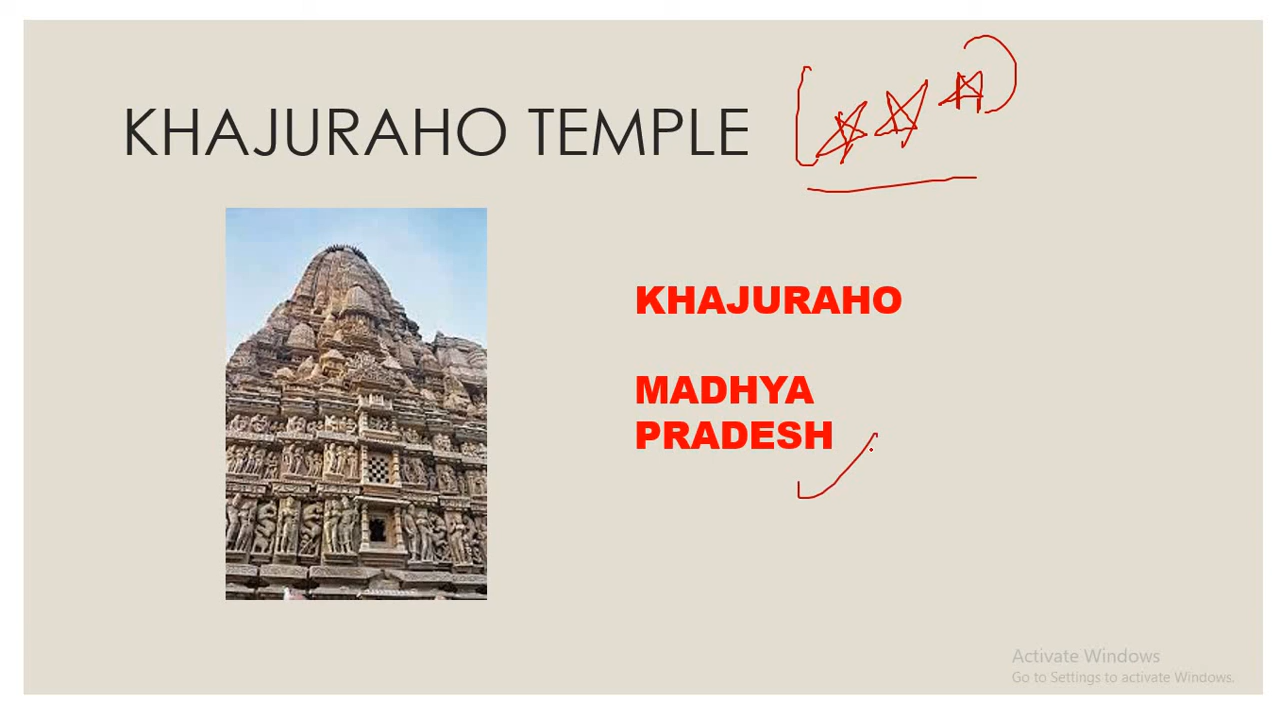 KHAJURAHO TEMPLE
KHAJURAHO
MADHYA
PRADESH
Activate Windows
Go to Settings to activate Windows.